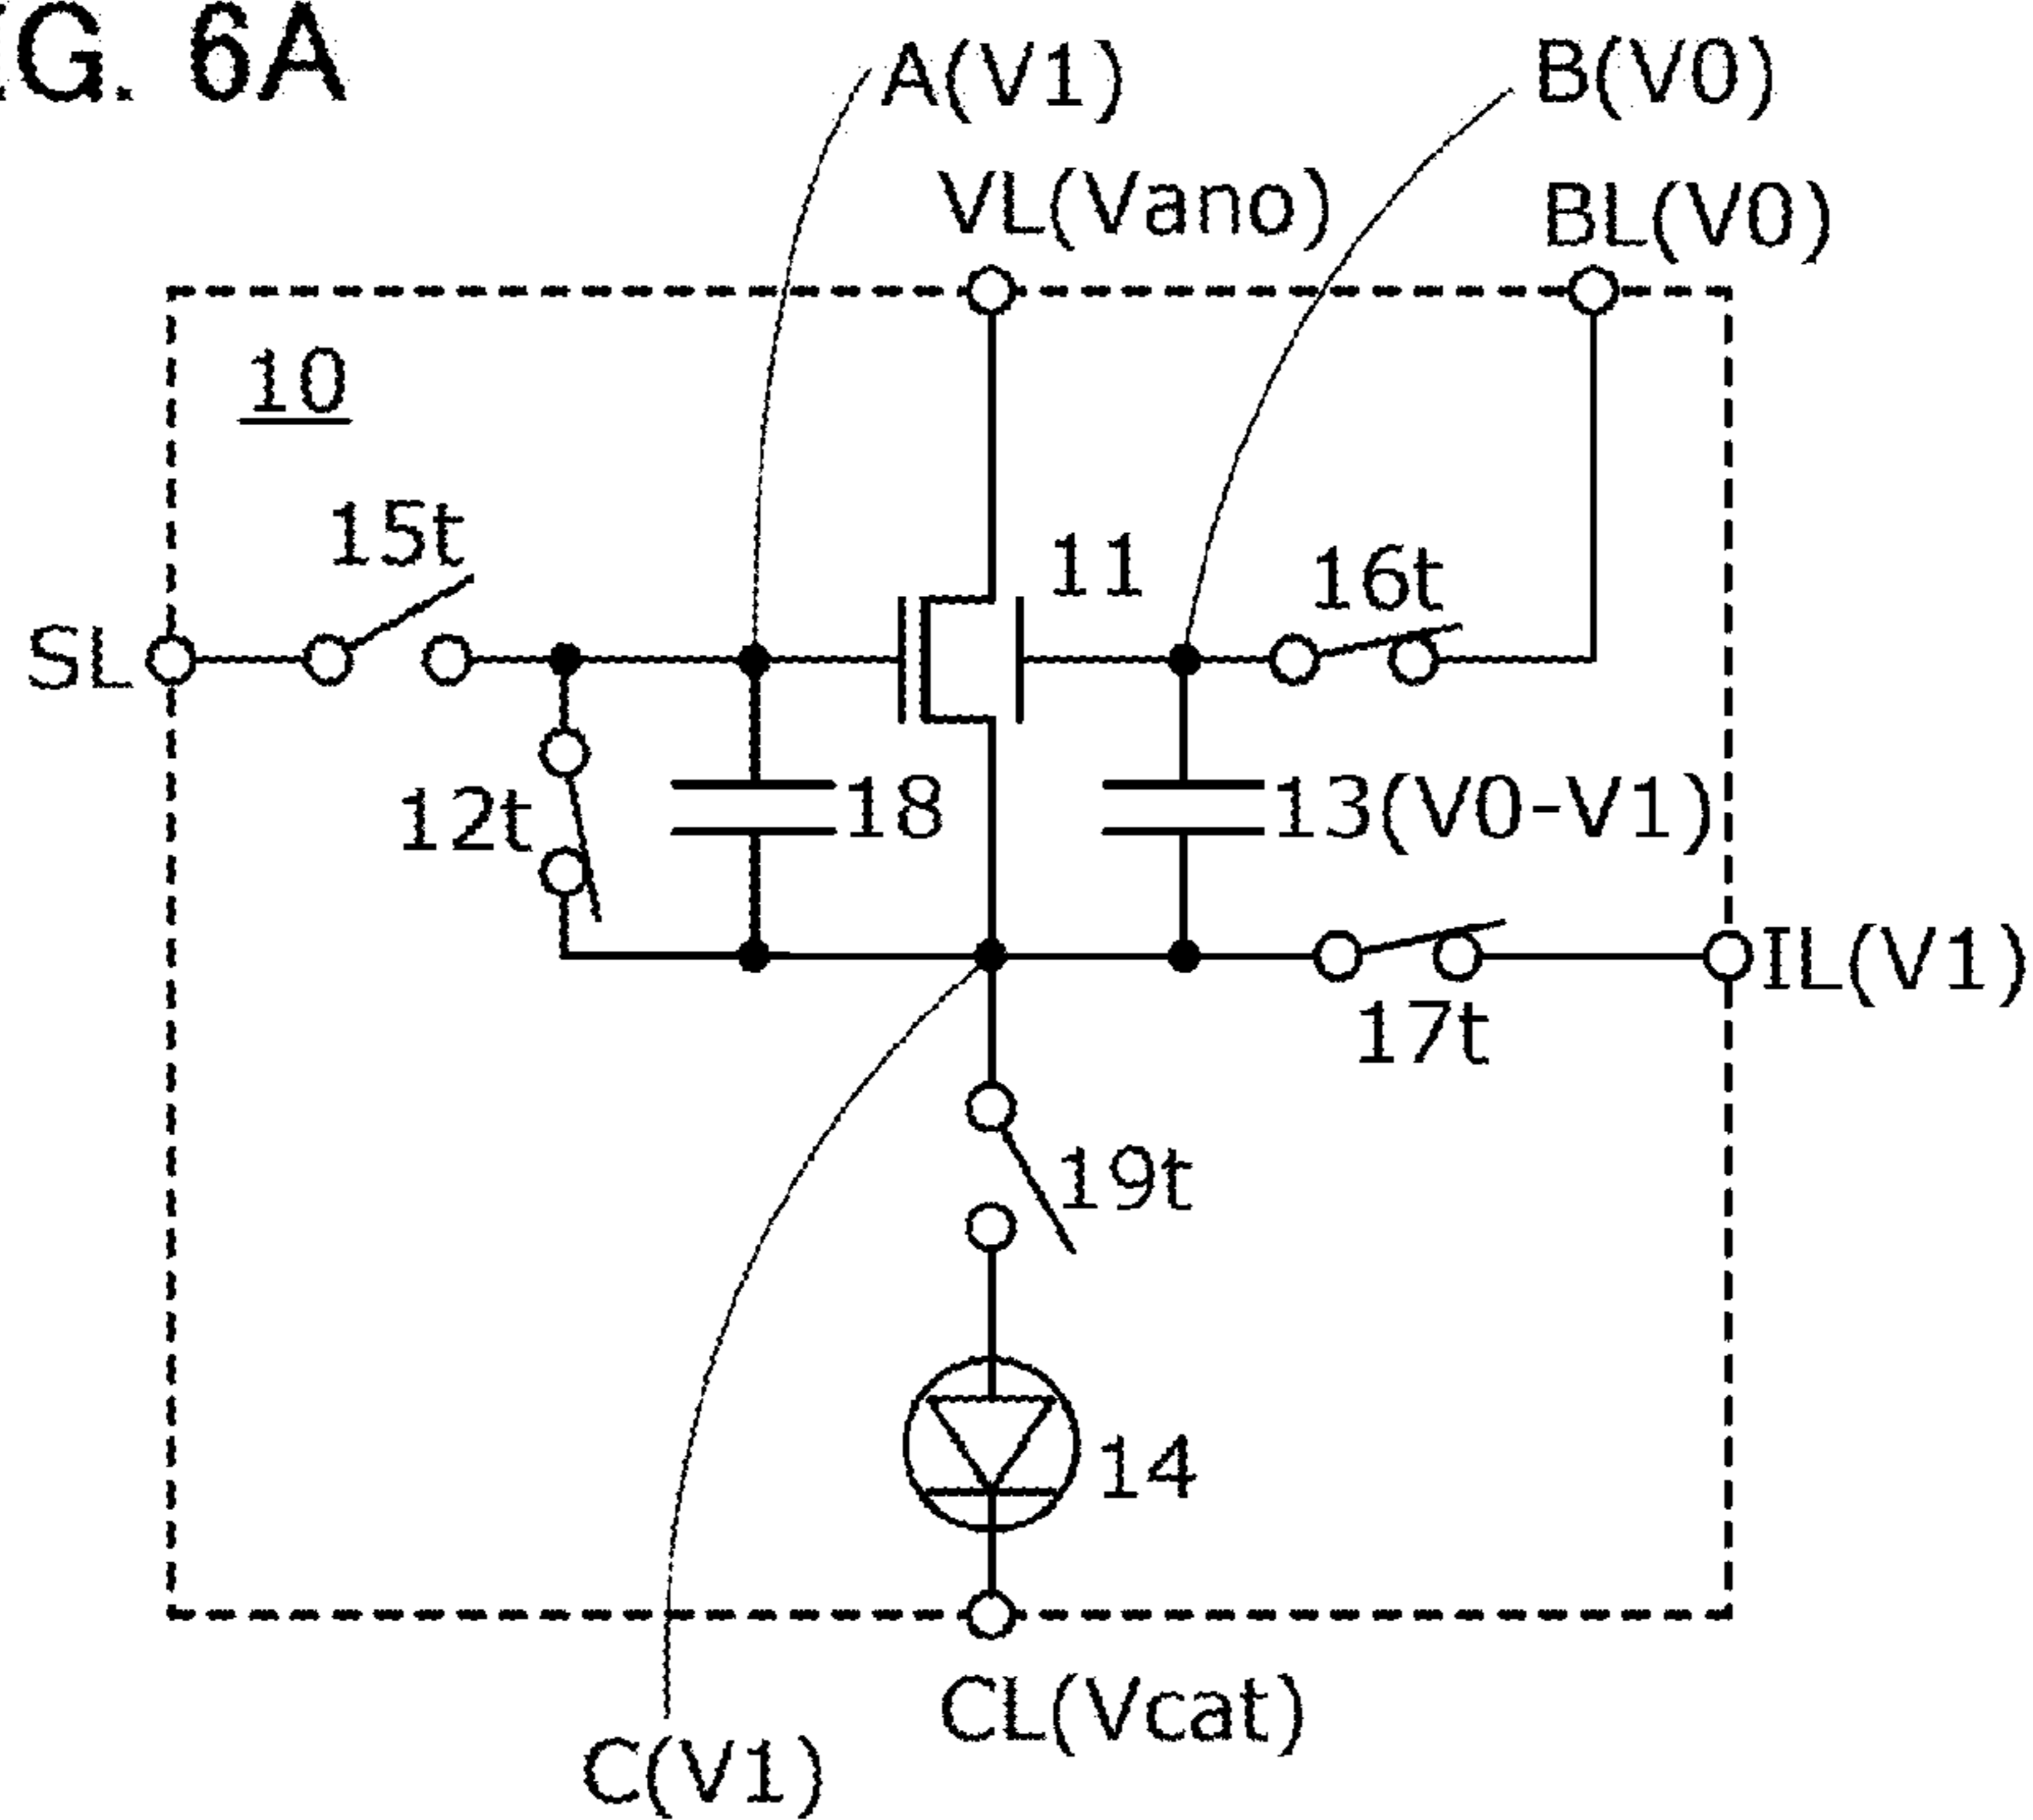 G. 6A
A(V1)
B(V0)
VL(Vano)
BL(V0)
10
15t
11
16t
SL
12t
18
13(V0-V1)
IL(V1)
17t
19t
14
CL(Vcat)
C(V1)